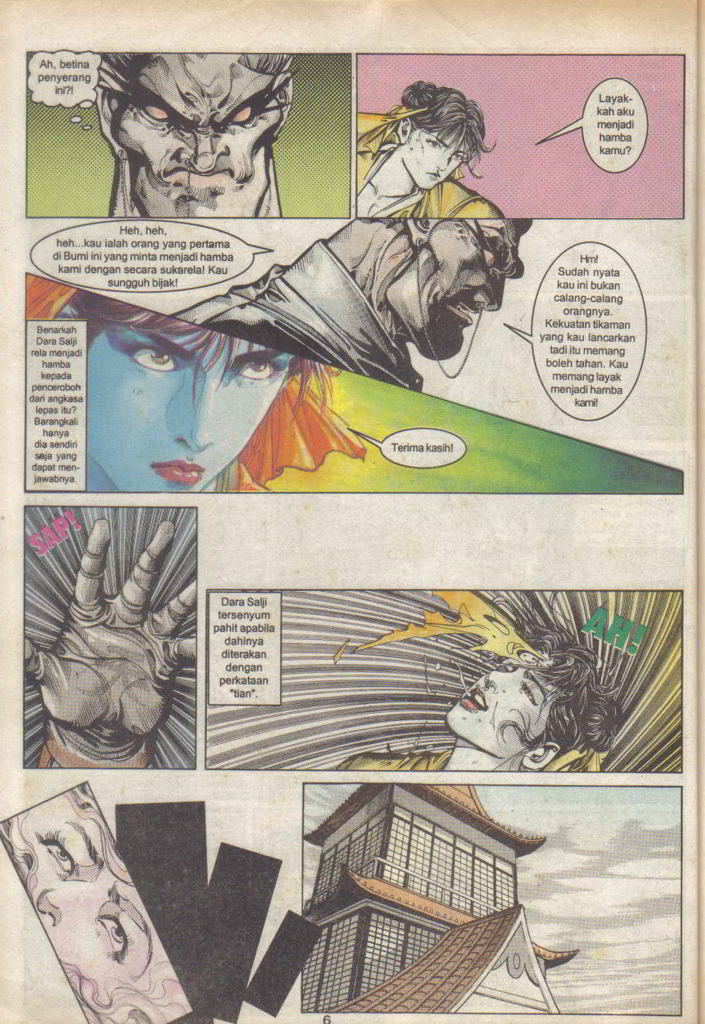 Ah, betina
penyerang
ini?!
Layak-
kah aku
menjadi
hamba
kamu?
Heh, heh,
heh...kau ialah orang yang pertama
di Bumi ini yang minta menjadi hamba
kami dengan secara sukarela! Kau
sungguh bijak!
Hm!
Sudah nyata
kau ini bukan
calang-calang
orangnya.
Kekuatan tikaman
yang kau lancarkan
tadi itu memang
boleh tahan. Kau
memang layak
menjadi hamba
kami!
Benarkah
Dara Salji
rela menjadi
hamba
kepada
penceroboh
dari angkasa
lepas itu?
Barangkali
hanya
dia sendiri
saja yang
dapat men-
jawabnya.
Terima kasih!
SAP!
Dara Salji
tersenyum
pahit apabila
dahinya
diterakan
dengan
perkataan
"tian".
AH!
6